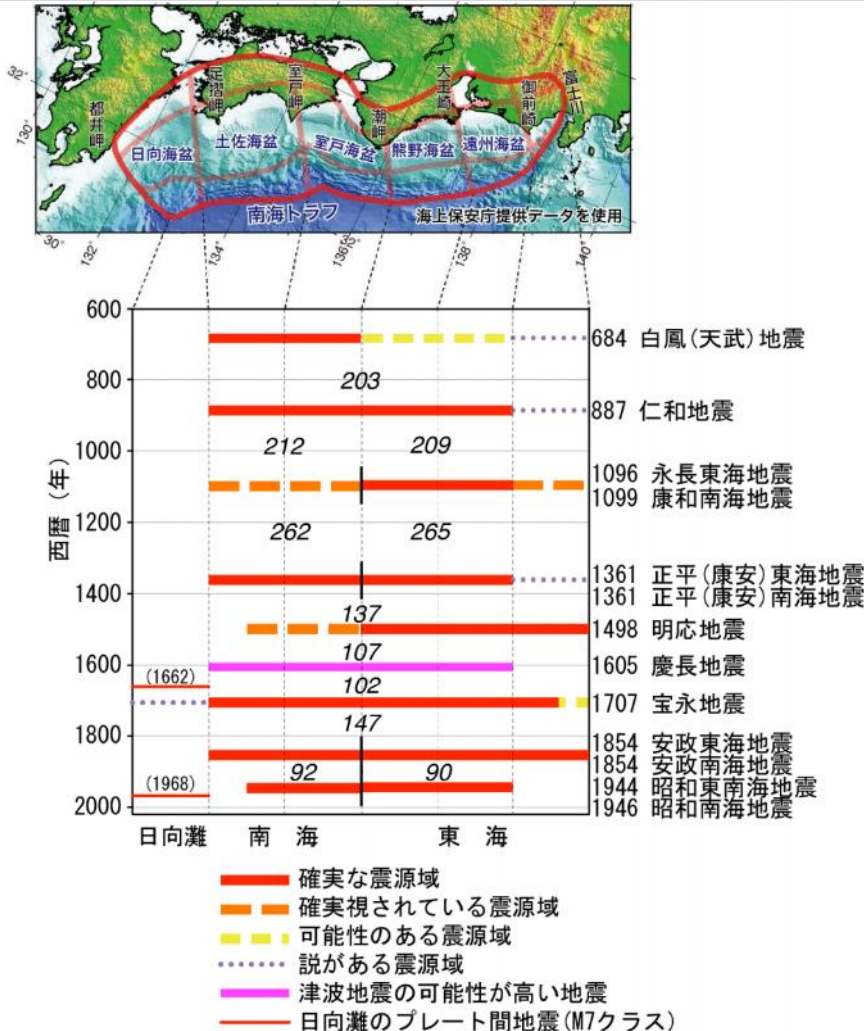 都井岬
足摺岬
室戸岬
潮岬
大王崎
御前崎
富士川
日向海盆
土佐海盆
室戸海盆
熊野海盆
遠州海盆
南海トラフ
海上保安庁提供データを使用
32°
130°
30°
132°
134°
136°
138°
140°
西暦(年)
600
684 白鳳(天武)地震
800
203
887 仁和地震
1000
212
209
1096 永長東海地震
1099 康和南海地震
1200
262
265
1361 正平(康安)東海地震
1361 正平(康安)南海地震
1400
137
1498 明応地震
107
1600
1605 慶長地震
(1662)
102
1707 宝永地震
147
1800
1854 安政東海地震
1854 安政南海地震
92
90
1944 昭和東南海地震
(1968)
1946 昭和南海地震
2000
日向灘
南 海
東 海
確実な震源域
確実視されている震源域
可能性のある震源域
説がある震源域
津波地震の可能性が高い地震
日向灘のプレート間地震(M7クラス)